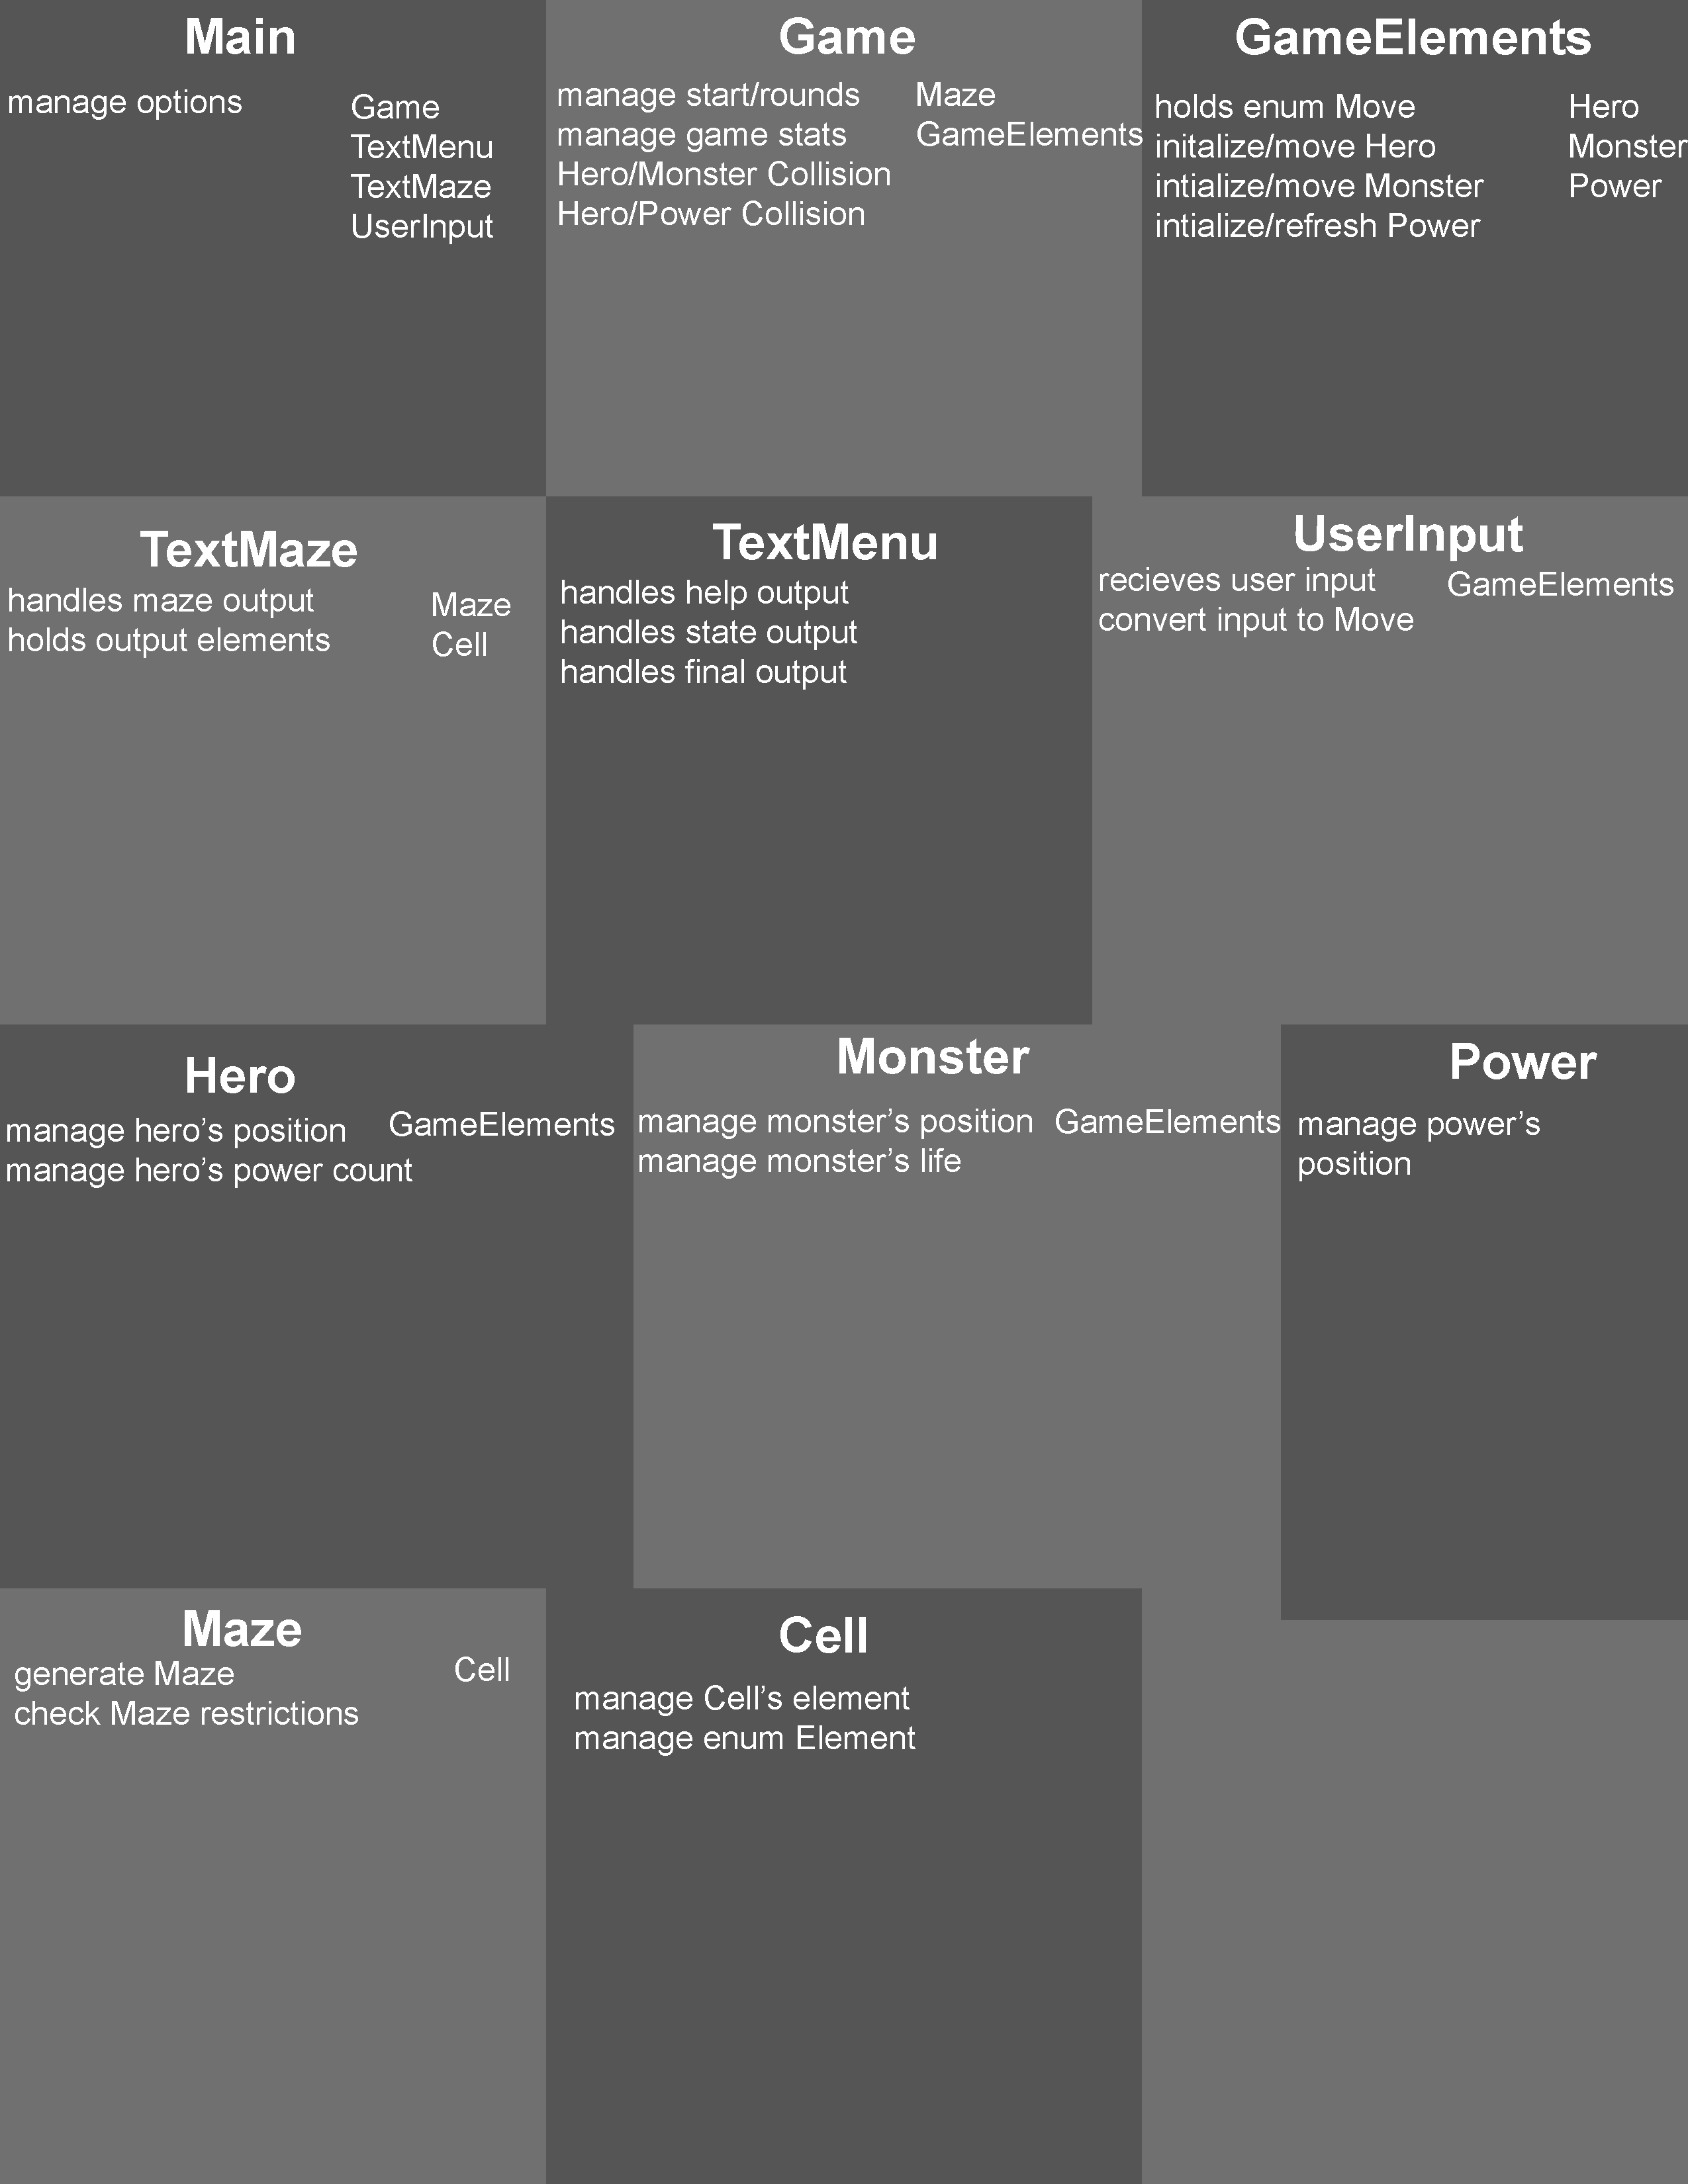 Main
manage options
Game
TextMenu
TextMaze
UserInput
Game
manage start/rounds
manage game stats
Hero/Monster Collision
Hero/Power Collision
Maze
GameElements
GameElements
holds enum Move
initalize/move Hero
intialize/move Monster
intialize/refresh Power
Hero
Monster
Power
TextMaze
handles maze output
holds output elements
Maze
Cell
TextMenu
handles help output
handles state output
handles final output
UserInput
recieves user input
convert input to Move
GameElements
Hero
manage hero’s position
manage hero’s power count
GameElements
Monster
manage monster’s position
manage monster’s life
GameElements
Power
manage power’s
position
Maze
generate Maze
check Maze restrictions
Cell
Cell
manage Cell’s element
manage enum Element